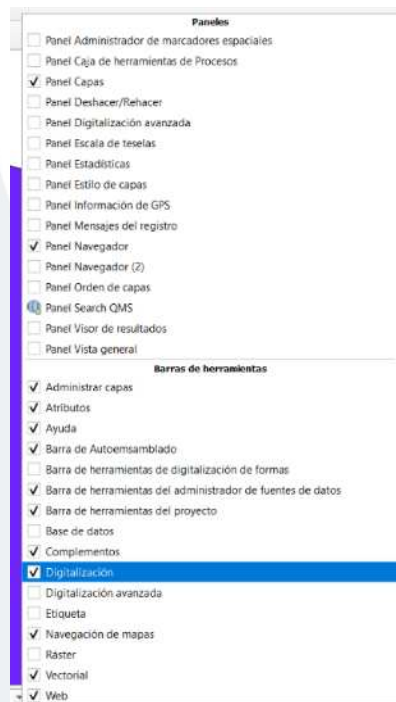 Paneles
Panel Administrador de marcadores espaciales
Panel Caja de herramientas de Procesos
Panel Capas
Panel Deshacer/Rehacer
Panel Digitalización avanzada
Panel Escala de teselas
Panel Estadísticas
Panel Estilo de capas
Panel Información de GPS
Panel Mensajes del registro
Panel Navegador
Panel Navegador (2)
Panel Orden de capas
Panel Search QMS
Panel Visor de resultados
Panel Vista general
Barras de herramientas
Administrar capas
Atributos
Ayuda
Barra de Autoemsamblado
Barra de herramientas de digitalización de formas
Barra de herramientas del administrador de fuentes de datos
Barra de herramientas del proyecto
Base de datos
Complementos
Digitalización
Digitalización avanzada
Etiqueta
Navegación de mapas
Ráster
Vectorial
Web